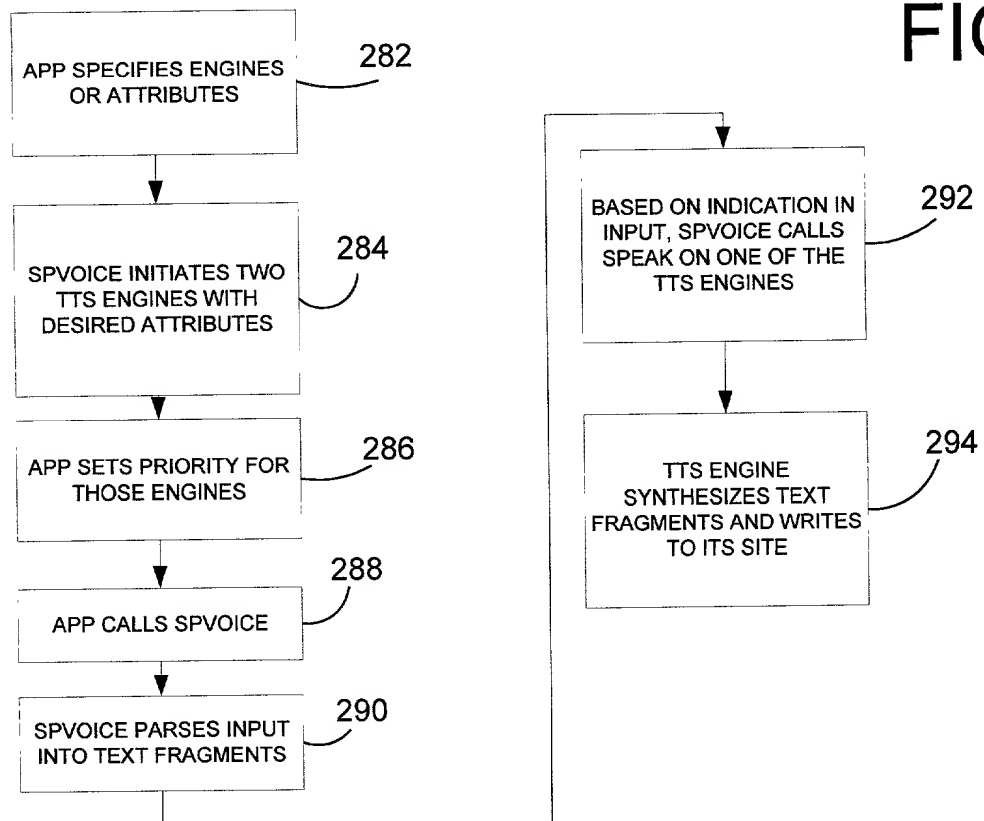 FIG
282
APP SPECIFIES ENGINES
OR ATTRIBUTES
284
SPVOICE INITIATES TWO
TTS ENGINES WITH
DESIRED ATTRIBUTES
286
APP SETS PRIORITY FOR
THOSE ENGINES
288
APP CALLS SPVOICE
290
SPVOICE PARSES INPUT
INTO TEXT FRAGMENTS
292
BASED ON INDICATION IN
INPUT, SPVOICE CALLS
SPEAK ON ONE OF THE
TTS ENGINES
294
TTS ENGINE
SYNTHESIZES TEXT
FRAGMENTS AND WRITES
TO ITS SITE